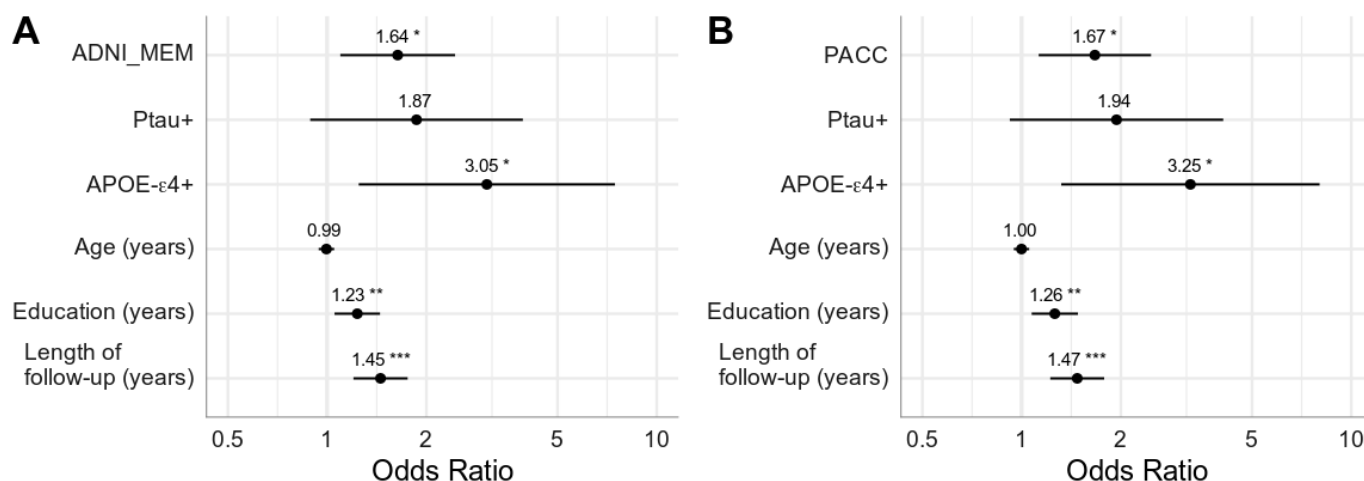 A
ADNI_MEM
1.64 *
Ptau+
1.87
APOE-ε4+
3.05 *
Age (years)
0.99
Education (years)
1.23 **
Length of
follow-up (years)
1.45 ***
0.5 1 2 5 10
Odds Ratio
B
PACC
1.67 *
Ptau+
1.94
APOE-ε4+
3.25 *
Age (years)
1.00
Education (years)
1.26 **
Length of
follow-up (years)
1.47 ***
0.5 1 2 5 10
Odds Ratio